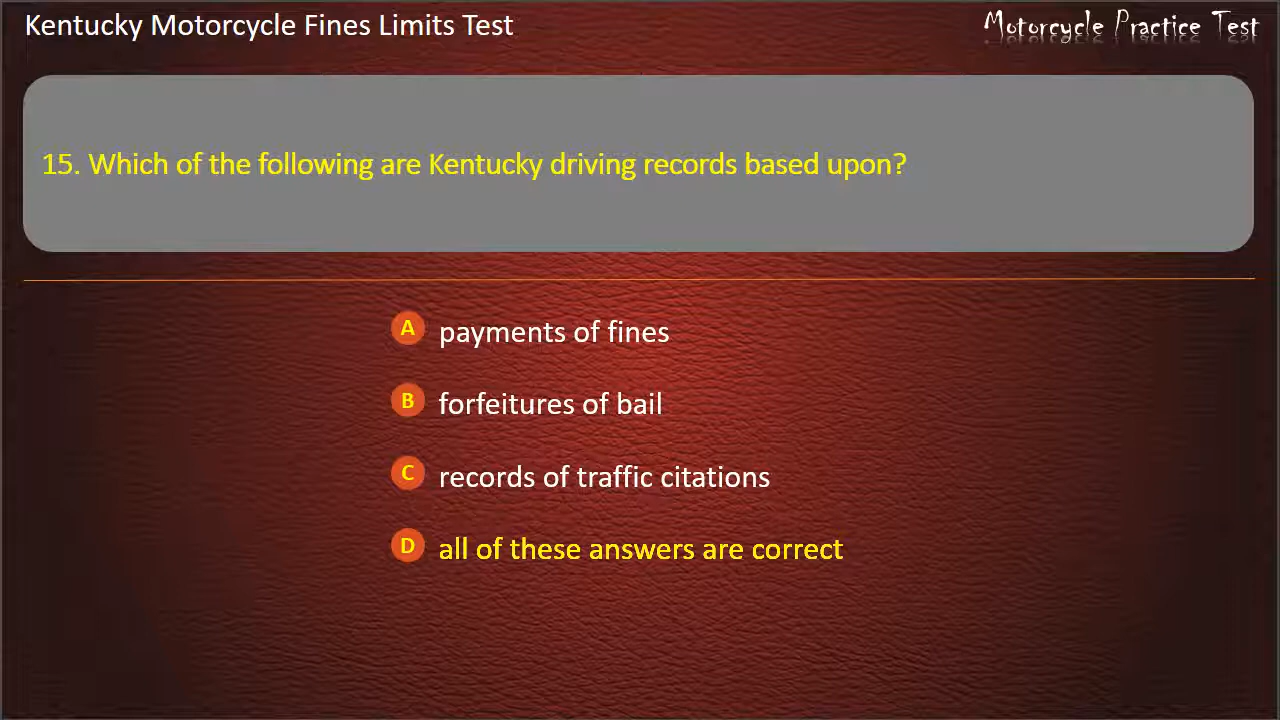 Kentucky Motorcycle Fines Limits Test
Motorcycle Practice Test
15. Which of the following are Kentucky driving records based upon?
A payments of fines
B forfeitures of bail
C records of traffic citations
D all of these answers are correct